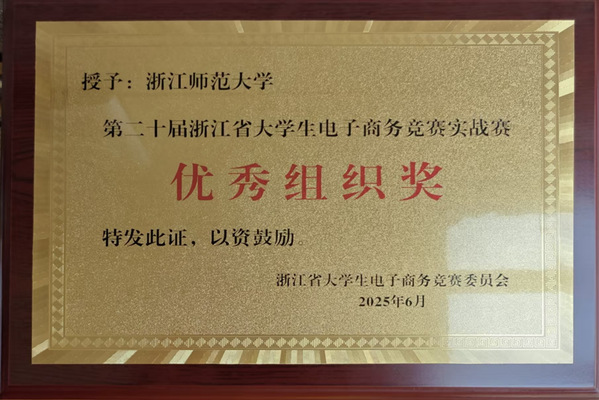 授予：浙江师范大学
第二十届浙江省大学生电子商务竞赛实战赛
优秀组织奖
特发此证，以资鼓励。
浙江省大学生电子商务竞赛委员会
2025年6月